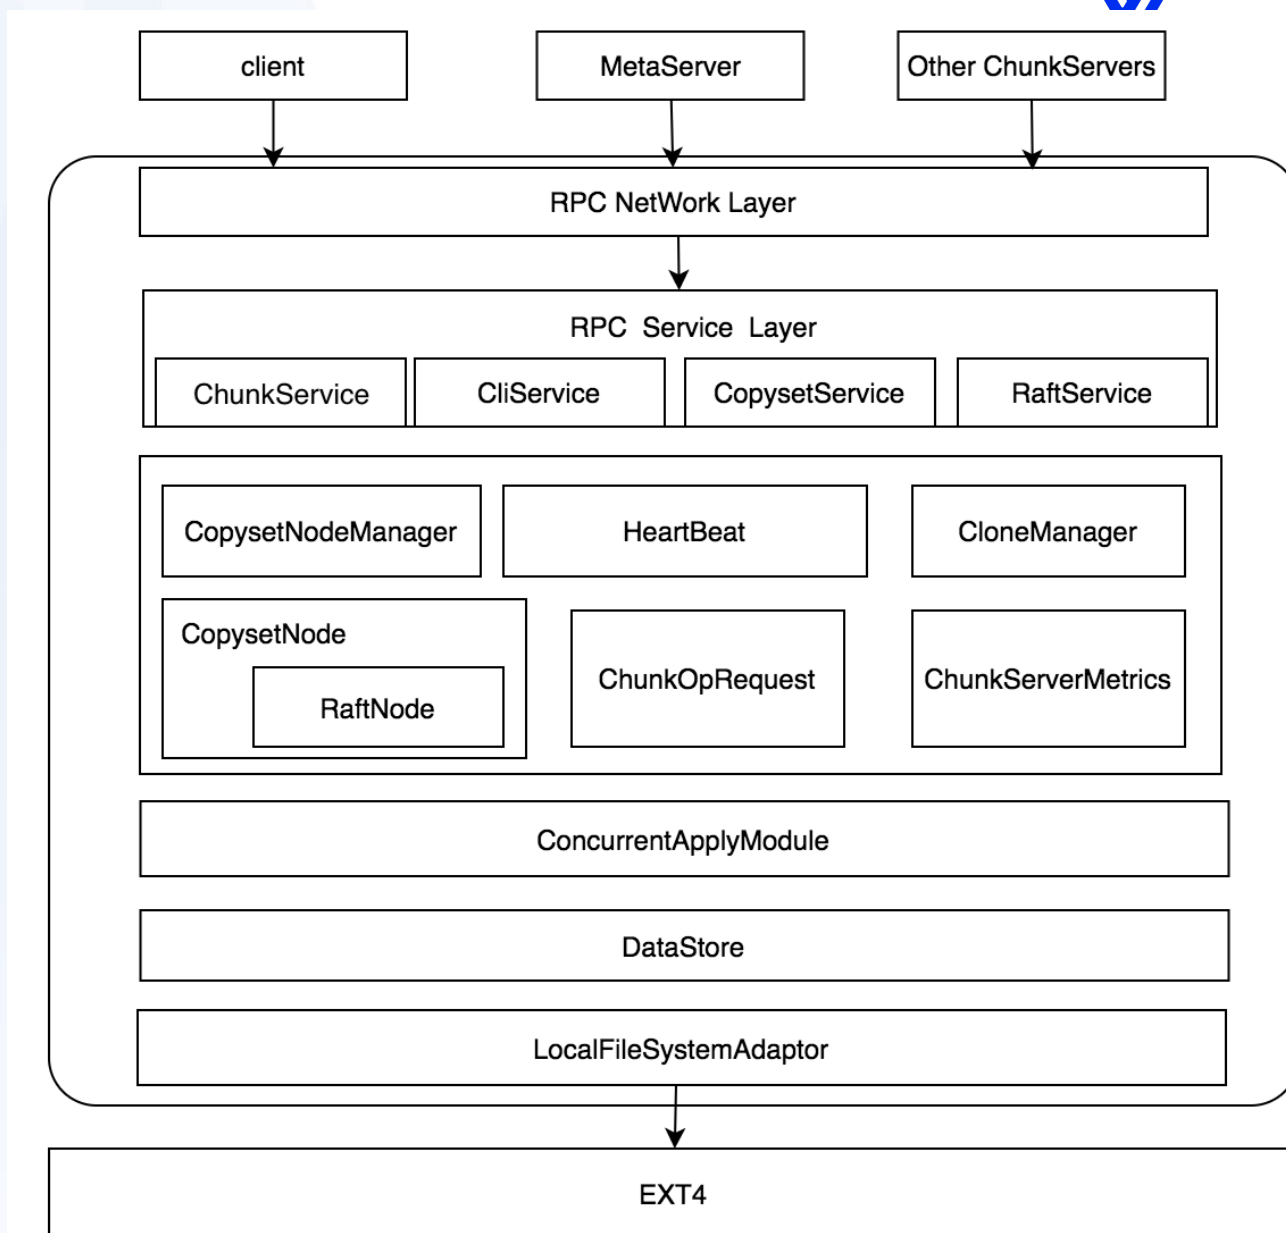 client
MetaServer
Other ChunkServers
RPC NetWork Layer
RPC Service Layer
ChunkService
CliService
CopysetService
RaftService
CopysetNodeManager
HeartBeat
CloneManager
CopysetNode
RaftNode
ChunkOpRequest
ChunkServerMetrics
ConcurrentApplyModule
DataStore
LocalFileSystemAdaptor
EXT4